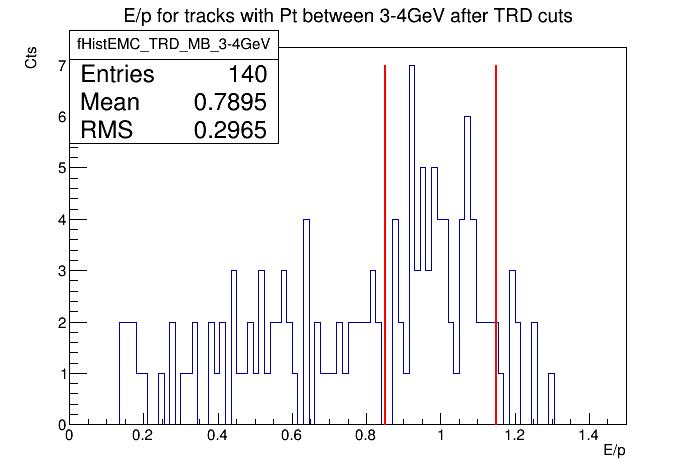 E/p for tracks with Pt between 3-4GeV after TRD cuts
fHistEMC_TRD_MB_3-4GeV
Entries 140
Mean 0.7895
RMS 0.2965
Cts
7
6
5
4
3
2
1
0
0 0.2 0.4 0.6 0.8 1 1.2 1.4
E/p